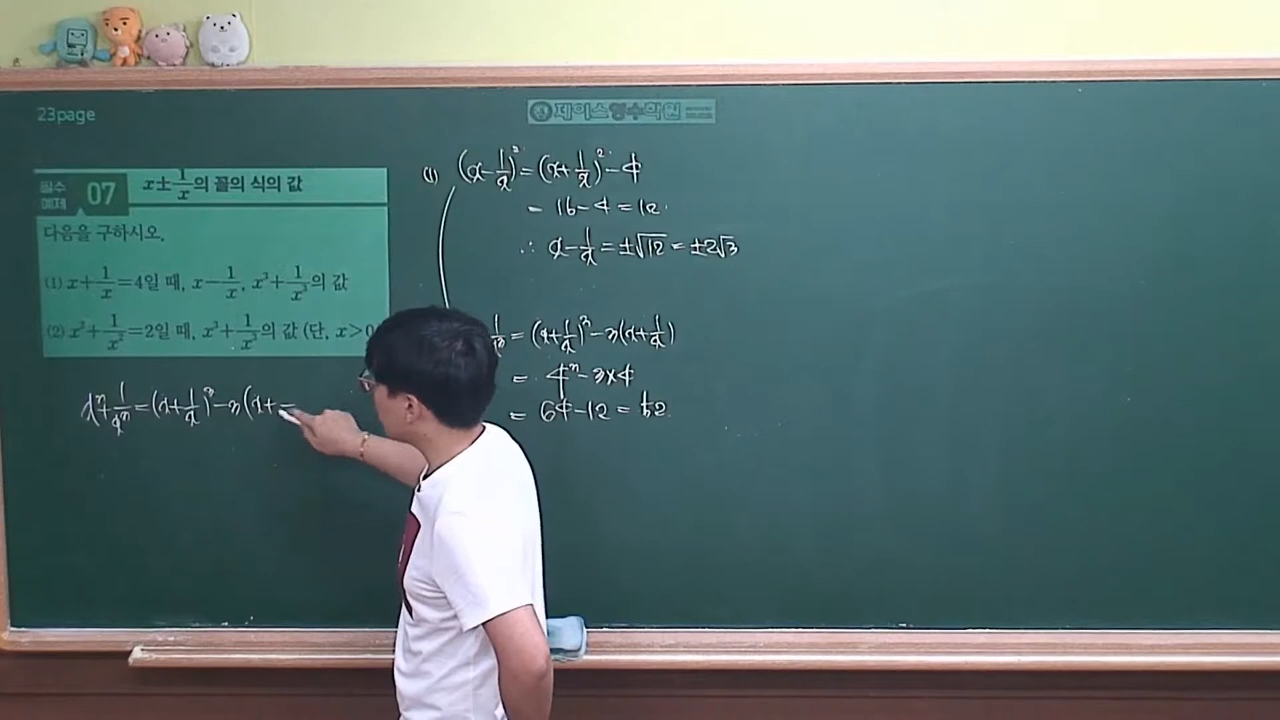 23page
제이스영수학원
필수 예제 07 x±1/x의 꼴의 식의 값
다음을 구하시오.
(1) x+1/x=4일 때, x-1/x, x³+1/x³의 값
(2) x²+1/x²=2일 때, x³+1/x³의 값 (단, x>0
x³+1/x³=(x+1/x)³-3(x+
(1) (x-1/x)²=(x+1/x)²-4
= 16-4=12.
∴ x-1/x=±√12=±2√3
1/x³=(x+1/x)³-3(x+1/x)
= 4³-3×4
= 64-12=52.